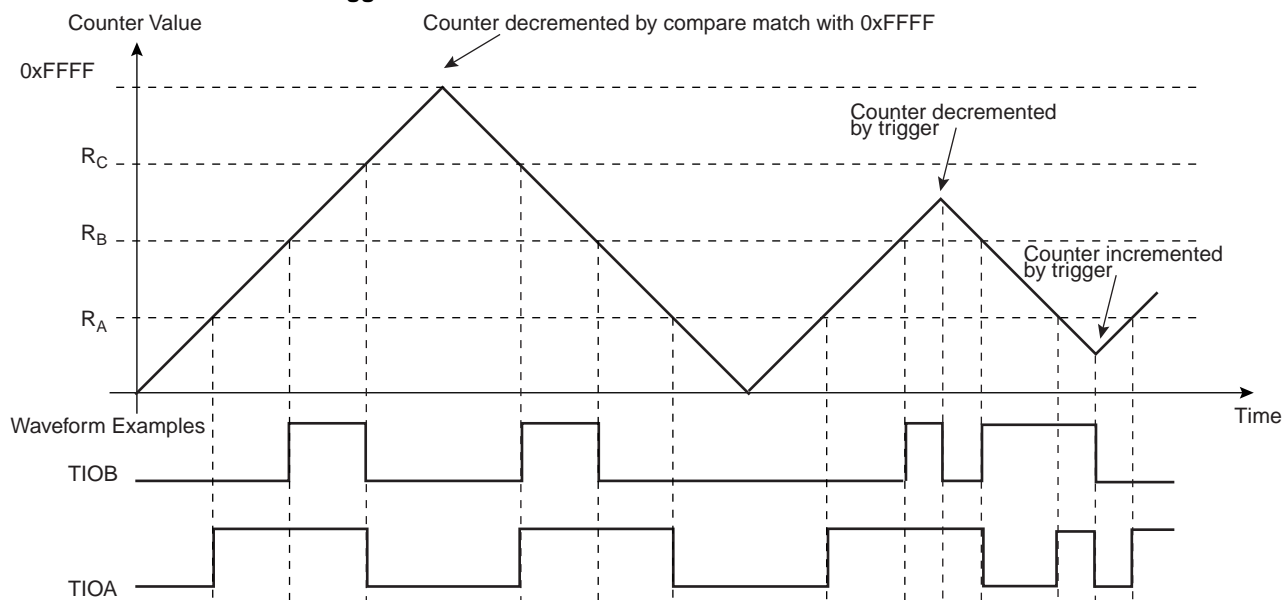 Counter Value
Counter decremented by compare match with 0xFFFF
0xFFFF
Counter decremented
by trigger
RC
RB
Counter incremented
by trigger
RA
Time
Waveform Examples
TIOB
TIOA